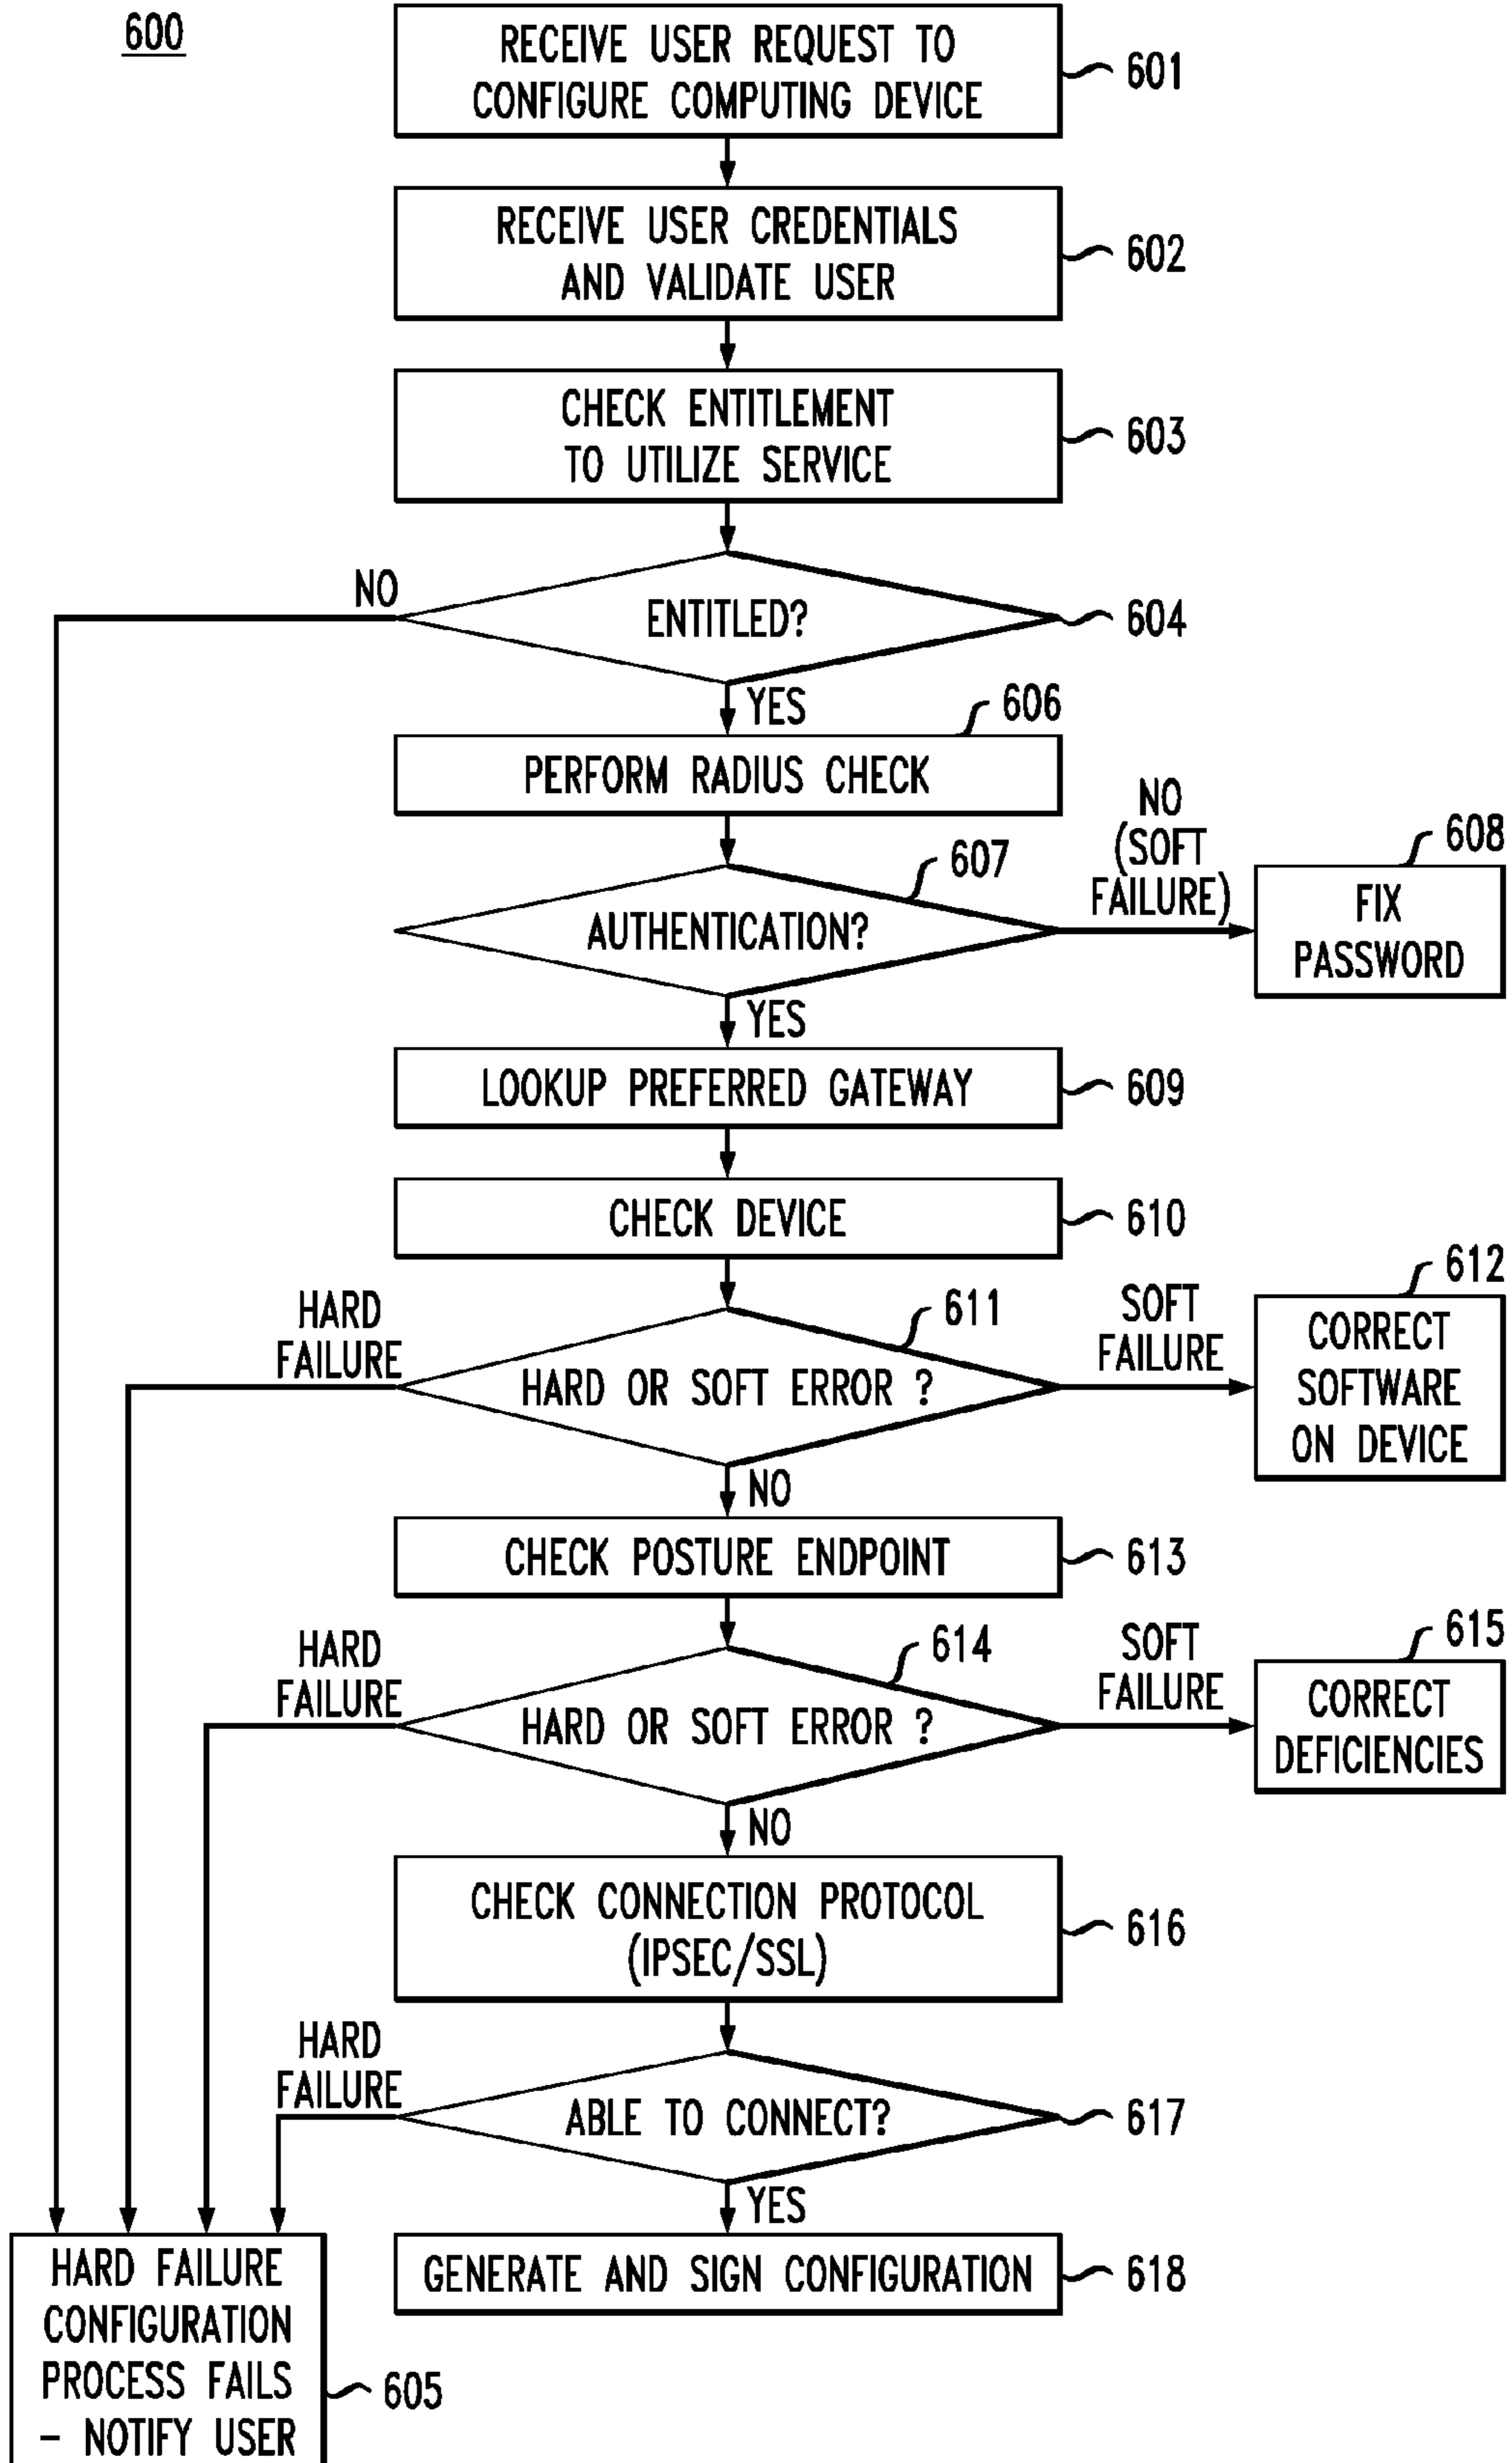 600
RECEIVE USER REQUEST TO
CONFIGURE COMPUTING DEVICE
601
RECEIVE USER CREDENTIALS
AND VALIDATE USER
602
CHECK ENTITLEMENT
TO UTILIZE SERVICE
603
NO
ENTITLED?
604
YES
606
PERFORM RADIUS CHECK
NO
(SOFT
FAILURE)
607
608
AUTHENTICATION?
FIX
PASSWORD
YES
LOOKUP PREFERRED GATEWAY
609
CHECK DEVICE
610
HARD
FAILURE
611
SOFT
FAILURE
612
HARD OR SOFT ERROR ?
CORRECT
SOFTWARE
ON DEVICE
NO
CHECK POSTURE ENDPOINT
613
HARD
FAILURE
614
SOFT
FAILURE
615
HARD OR SOFT ERROR ?
CORRECT
DEFICIENCIES
NO
CHECK CONNECTION PROTOCOL
(IPSEC/SSL)
616
HARD
FAILURE
ABLE TO CONNECT?
617
YES
GENERATE AND SIGN CONFIGURATION
618
HARD FAILURE
CONFIGURATION
PROCESS FAILS
– NOTIFY USER
605